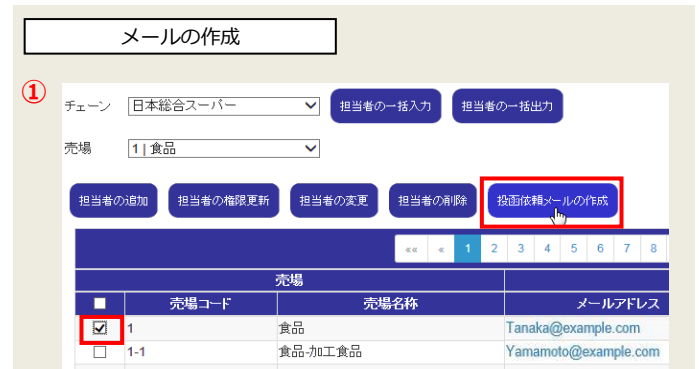 メールの作成
①
チェーン 日本総合スーパー 担当者の一括入力 担当者の一括出力
売場 1 | 食品
担当者の追加 担当者の権限更新 担当者の変更 担当者の削除 投函依頼メールの作成
«« « 1 2 3 4 5 6 7 8
売場
売場コード 売場名称 メールアドレス
1 食品 Tanaka@example.com
1-1 食品-加工食品 Yamamoto@example.com